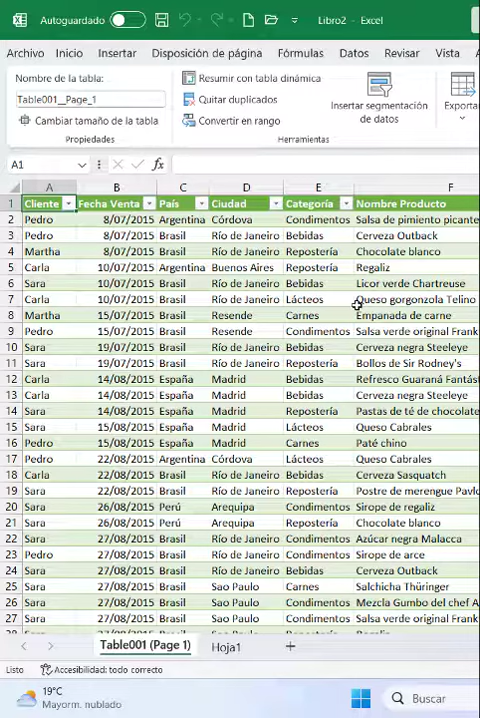 Autoguardado
Libro2 - Excel
Archivo Inicio Insertar Disposición de página Fórmulas Datos Revisar Vista
Nombre de la tabla:
Table001__Page_1
Cambiar tamaño de la tabla
Propiedades
Resumir con tabla dinámica
Quitar duplicados
Convertir en rango
Insertar segmentación
de datos
Exportar
Herramientas
A1 fx
A B C D E F
1 Cliente Fecha Venta País Ciudad Categoría Nombre Producto
2 Pedro 8/07/2015 Argentina Córdova Condimentos Salsa de pimiento picante
3 Pedro 8/07/2015 Brasil Río de Janeiro Bebidas Cerveza Outback
4 Martha 8/07/2015 Brasil Río de Janeiro Repostería Chocolate blanco
5 Carla 10/07/2015 Argentina Buenos Aires Repostería Regaliz
6 Sara 10/07/2015 Brasil Río de Janeiro Bebidas Licor verde Chartreuse
7 Carla 10/07/2015 Brasil Río de Janeiro Lácteos Queso gorgonzola Telino
8 Martha 10/07/2015 Brasil Resende Carnes Empanada de carne
9 Pedro 15/07/2015 Brasil Resende Condimentos Salsa verde original Frank
10 Sara 19/07/2015 Brasil Río de Janeiro Bebidas Cerveza negra Steeleye
11 Sara 19/07/2015 Brasil Río de Janeiro Repostería Bollos de Sir Rodney's
12 Carla 14/08/2015 España Madrid Bebidas Refresco Guaraná Fantás
13 Carla 14/08/2015 España Madrid Bebidas Cerveza negra Steeleye
14 Sara 14/08/2015 España Madrid Repostería Pastas de té de chocolate
15 Sara 15/08/2015 España Madrid Lácteos Queso Cabrales
16 Pedro 15/08/2015 España Madrid Carnes Paté chino
17 Pedro 22/08/2015 Argentina Córdova Lácteos Queso Cabrales
18 Carla 22/08/2015 Brasil Río de Janeiro Bebidas Cerveza Sasquatch
19 Sara 22/08/2015 Brasil Río de Janeiro Repostería Postre de merengue Pavlo
20 Sara 26/08/2015 Perú Arequipa Condimentos Sirope de regaliz
21 Sara 26/08/2015 Perú Arequipa Repostería Chocolate blanco
22 Sara 27/08/2015 Brasil Río de Janeiro Condimentos Azúcar negra Malacca
23 Pedro 27/08/2015 Brasil Río de Janeiro Condimentos Sirope de arce
24 Sara 27/08/2015 Brasil Río de Janeiro Bebidas Cerveza Outback
25 Sara 27/08/2015 Brasil Sao Paulo Carnes Salchicha Thüringer
26 Sara 27/08/2015 Brasil Sao Paulo Condimentos Mezcla Gumbo del chef A
27 Sara 27/08/2015 Brasil Sao Paulo Condimentos Salsa verde original Frank
Table001 (Page 1) Hoja1
Listo Accesibilidad: todo correcto
19°C
Mayorm. nublado
Buscar